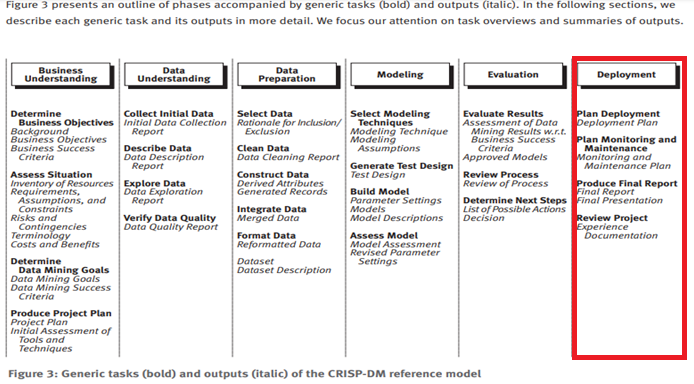 Figure 3 presents an outline of phases accompanied by generic tasks (bold) and outputs (italic). In the following sections, we
describe each generic task and its outputs in more detail. We focus our attention on task overviews and summaries of outputs.
Business
Understanding
Determine
Business Objectives
Background
Business Objectives
Business Success
Criteria
Assess Situation
Inventory of Resources
Requirements,
Assumptions, and
Constraints
Risks and
Contingencies
Terminology
Costs and Benefits
Determine
Data Mining Goals
Data Mining Goals
Data Mining Success
Criteria
Produce Project Plan
Project Plan
Initial Assessment of
Tools and
Techniques
Data
Understanding
Collect Initial Data
Initial Data Collection
Report
Describe Data
Data Description
Report
Explore Data
Data Exploration
Report
Verify Data Quality
Data Quality Report
Data
Preparation
Select Data
Rationale for Inclusion/
Exclusion
Clean Data
Data Cleaning Report
Construct Data
Derived Attributes
Generated Records
Integrate Data
Merged Data
Format Data
Reformatted Data
Dataset
Dataset Description
Modeling
Select Modeling
Techniques
Modeling Technique
Modeling
Assumptions
Generate Test Design
Test Design
Build Model
Parameter Settings
Models
Model Descriptions
Assess Model
Model Assessment
Revised Parameter
Settings
Evaluation
Evaluate Results
Assessment of Data
Mining Results w.r.t.
Business Success
Criteria
Approved Models
Review Process
Review of Process
Determine Next Steps
List of Possible Actions
Decision
Deployment
Plan Deployment
Deployment Plan
Plan Monitoring and
Maintenance
Monitoring and
Maintenance Plan
Produce Final Report
Final Report
Final Presentation
Review Project
Experience
Documentation
Figure 3: Generic tasks (bold) and outputs (italic) of the CRISP-DM reference model